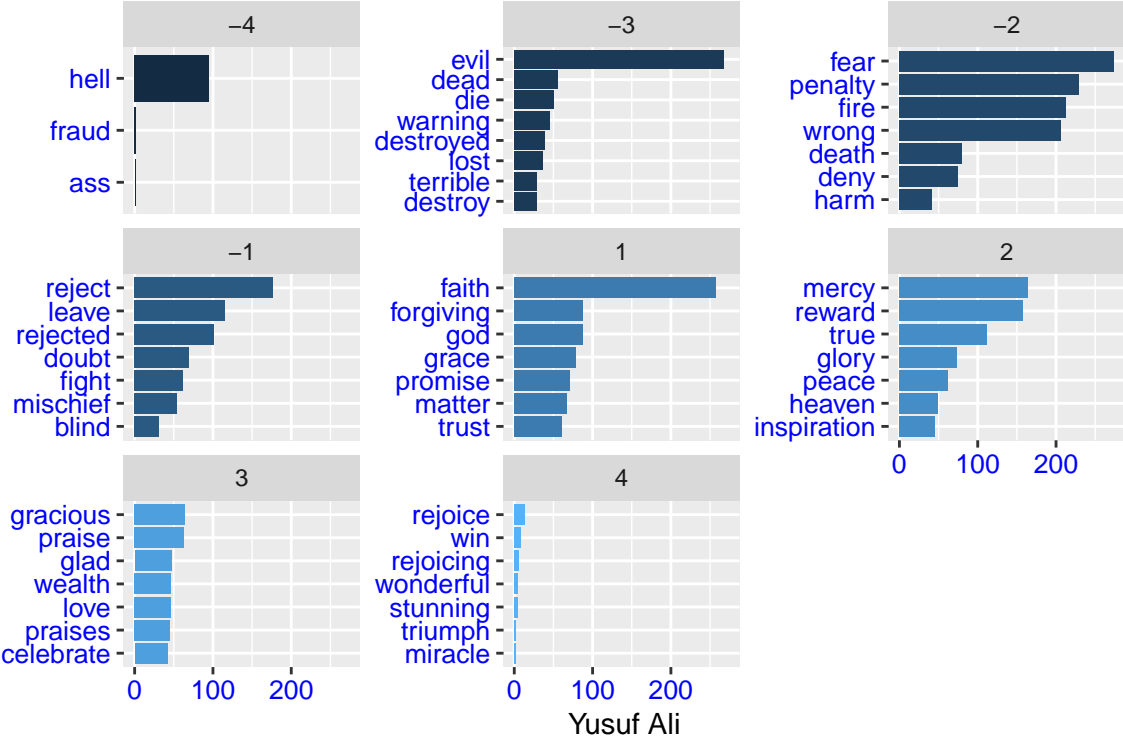 −4
hell
fraud
ass
−3
evil
dead
die
warning
destroyed
lost
terrible
destroy
−2
fear
penalty
fire
wrong
death
deny
harm
−1
reject
leave
rejected
doubt
fight
mischief
blind
1
faith
forgiving
god
grace
promise
matter
trust
2
mercy
reward
true
glory
peace
heaven
inspiration
0 100 200
3
gracious
praise
glad
wealth
love
praises
celebrate
0 100 200
4
rejoice
win
rejoicing
wonderful
stunning
triumph
miracle
0 100 200
Yusuf Ali